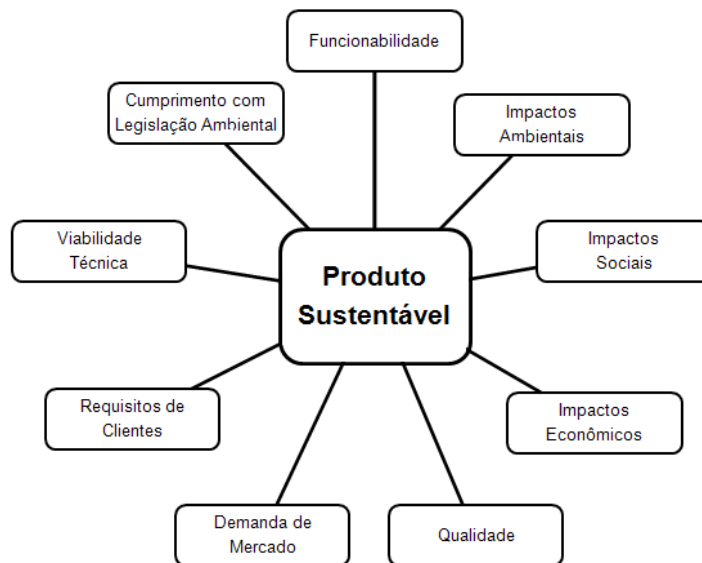 Funcionabilidade
Cumprimento com
Legislação Ambiental
Impactos
Ambientais
Viabilidade
Técnica
Impactos
Sociais
Produto
Sustentável
Requisitos de
Clientes
Impactos
Econômicos
Demanda de
Mercado
Qualidade